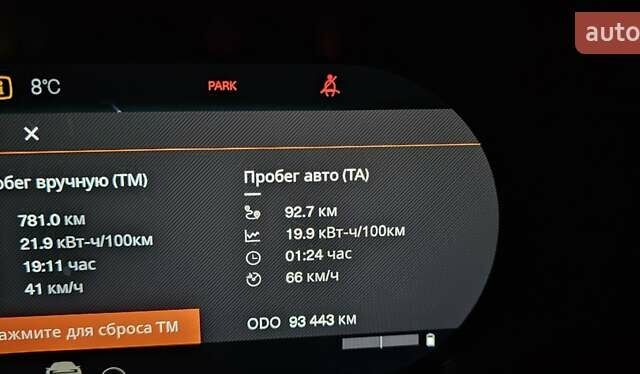 auto
8°C
PARK
обег вручную (TM)
781.0 км
21.9 кВт-ч/100км
19:11 час
41 км/ч
ажмите для сброса TM
Пробег авто (TA)
92.7 км
19.9 кВт-ч/100км
01:24 час
66 км/ч
ODO 93 443 км